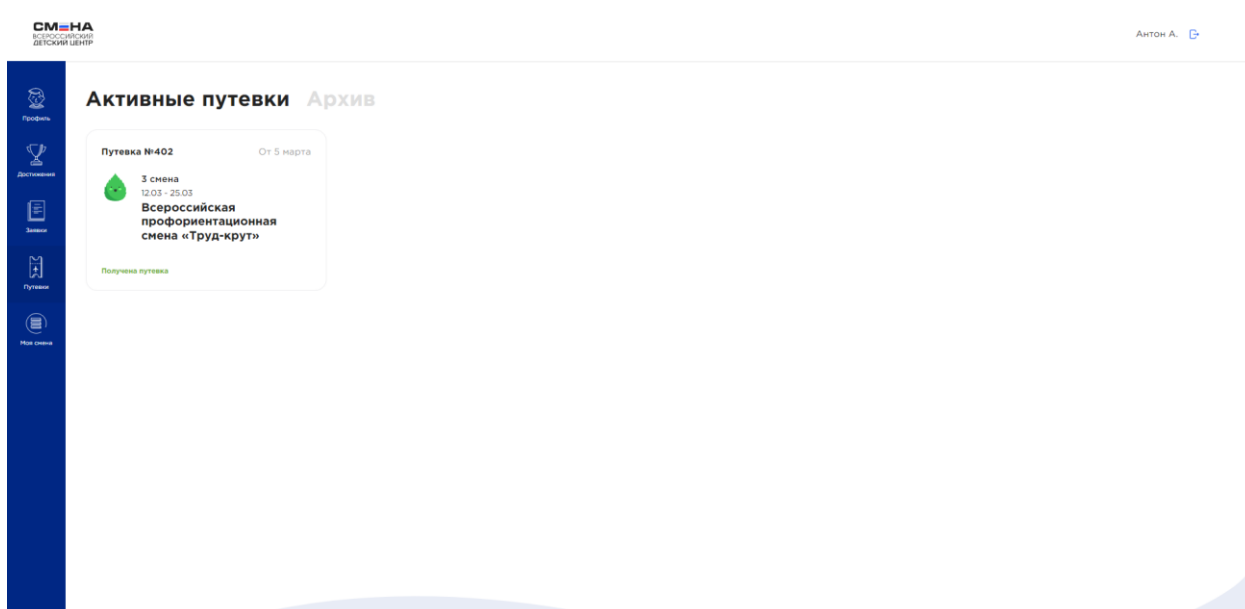 СМЕНА
ВСЕРОССИЙСКИЙ
ДЕТСКИЙ ЦЕНТР
Антон А.
Профиль
Достижения
Заявки
Путевки
Моя смена
Активные путевки Архив
Путевка №402 От 5 марта
3 смена
12.03 - 25.03
Всероссийская
профориентационная
смена «Труд-крут»
Получена путевка